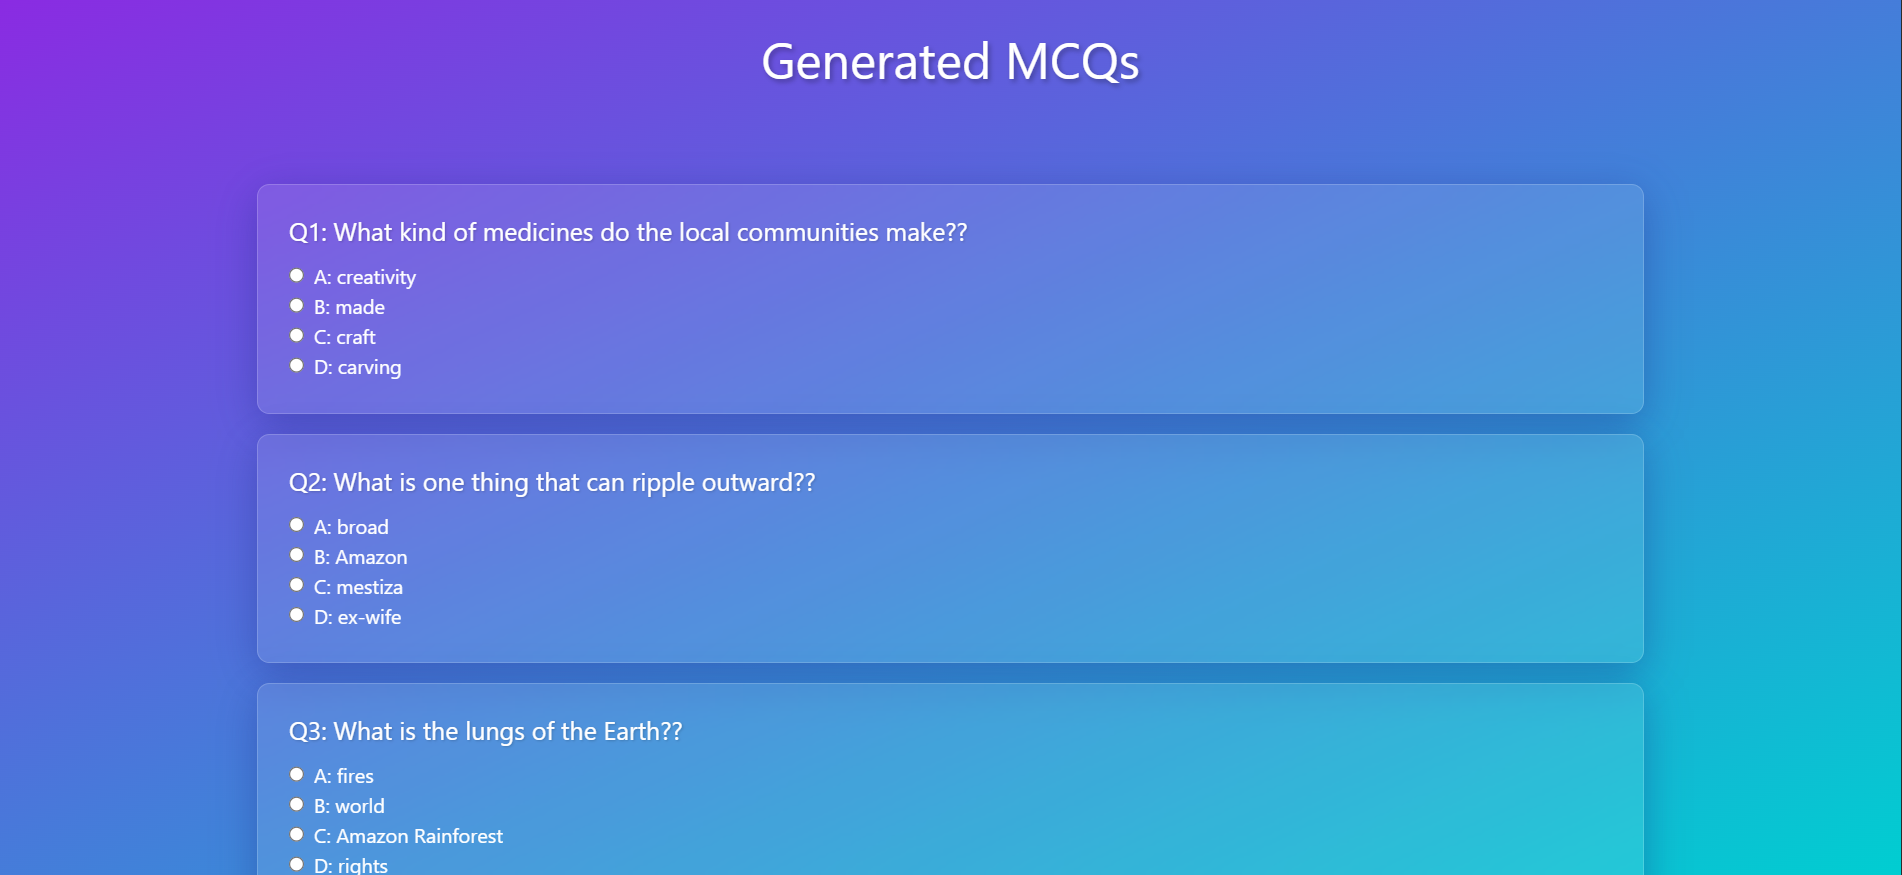 Generated MCQs
Q1: What kind of medicines do the local communities make??
A: creativity
B: made
C: craft
D: carving
Q2: What is one thing that can ripple outward??
A: broad
B: Amazon
C: mestiza
D: ex-wife
Q3: What is the lungs of the Earth??
A: fires
B: world
C: Amazon Rainforest
D: rights